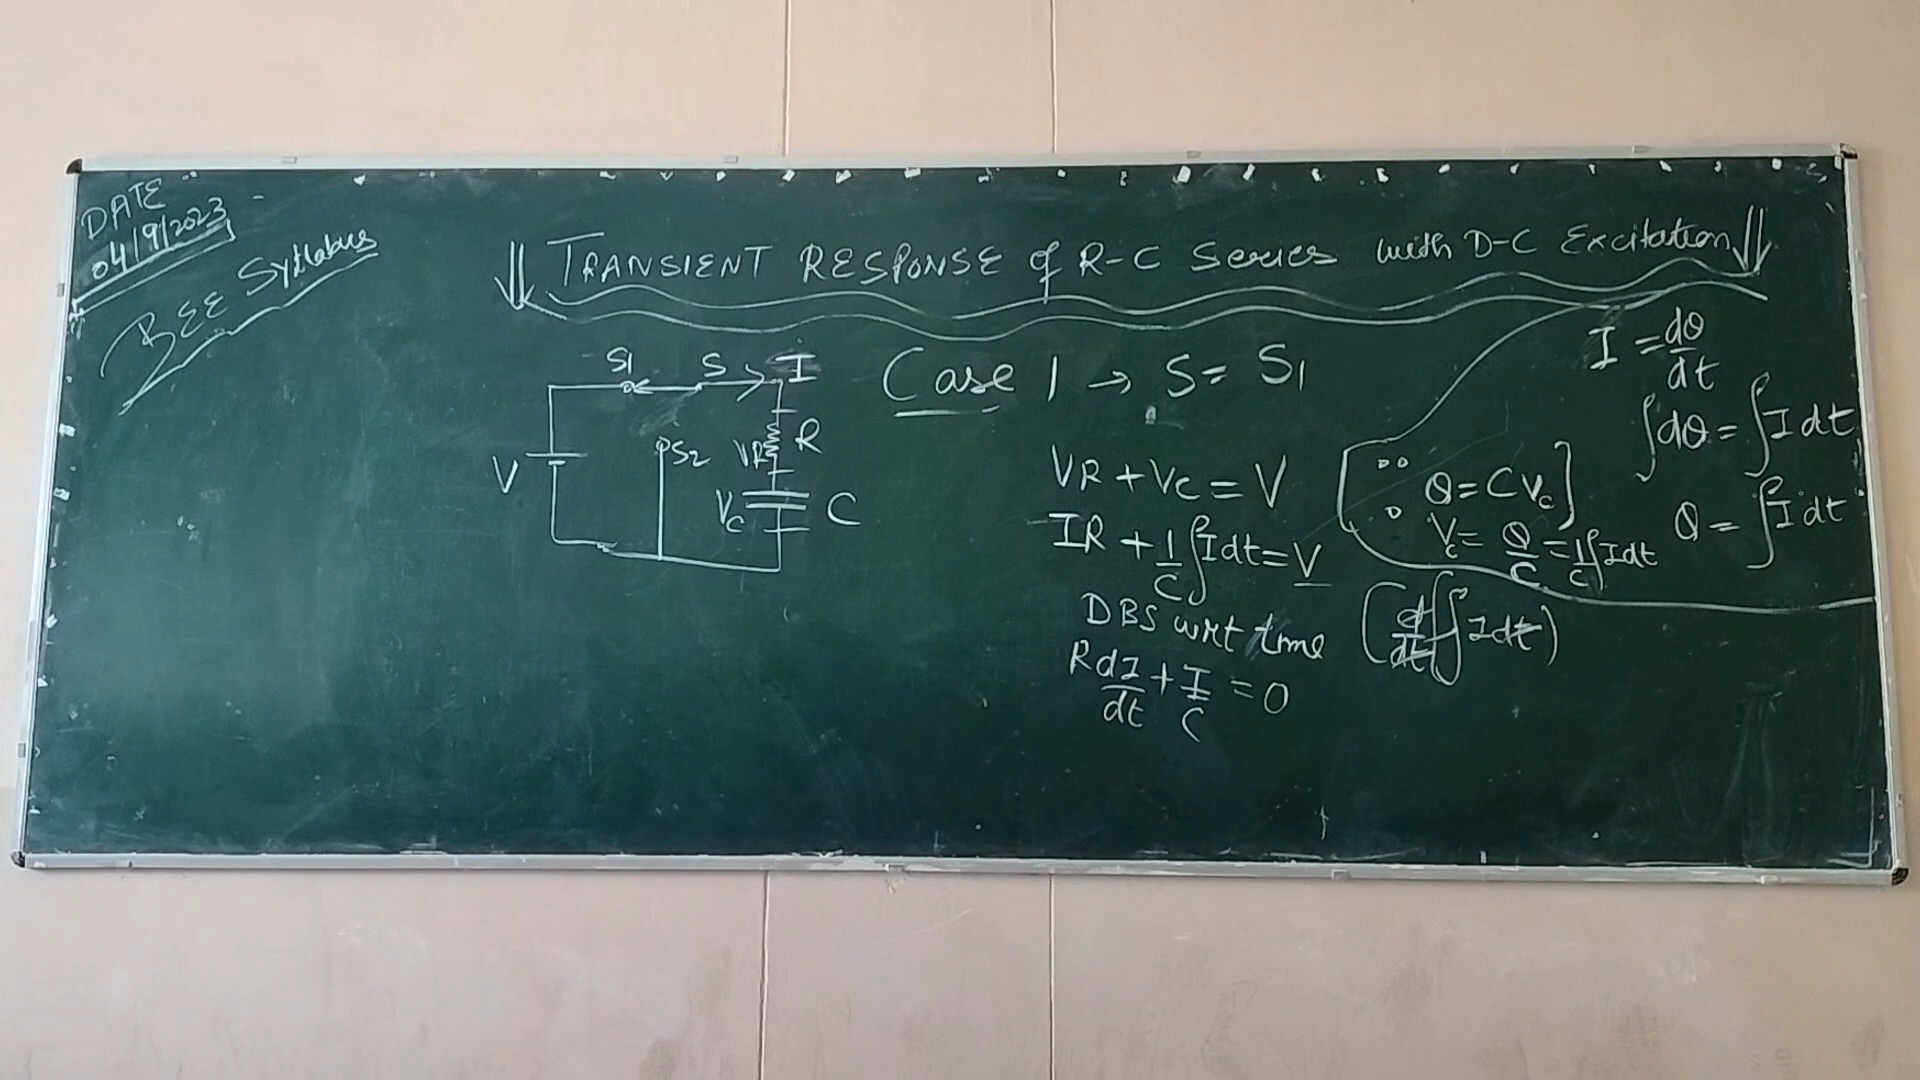 DATE
04/9/2023
BEE Syllabus
TRANSIENT RESPONSE of R-C Series with D-C Excitation
S1 S I
V
S2 VR R
VC C
Case 1 → S = S1
VR + VC = V
IR + 1/C ∫I dt = V
DBS wrt time (d/dt ∫ I dt)
R dI/dt + I/C = 0
[∵ Q = CVc]
Vc = Q/C = 1/C ∫I dt
I = dQ/dt
∫dQ = ∫I dt
Q = ∫I dt